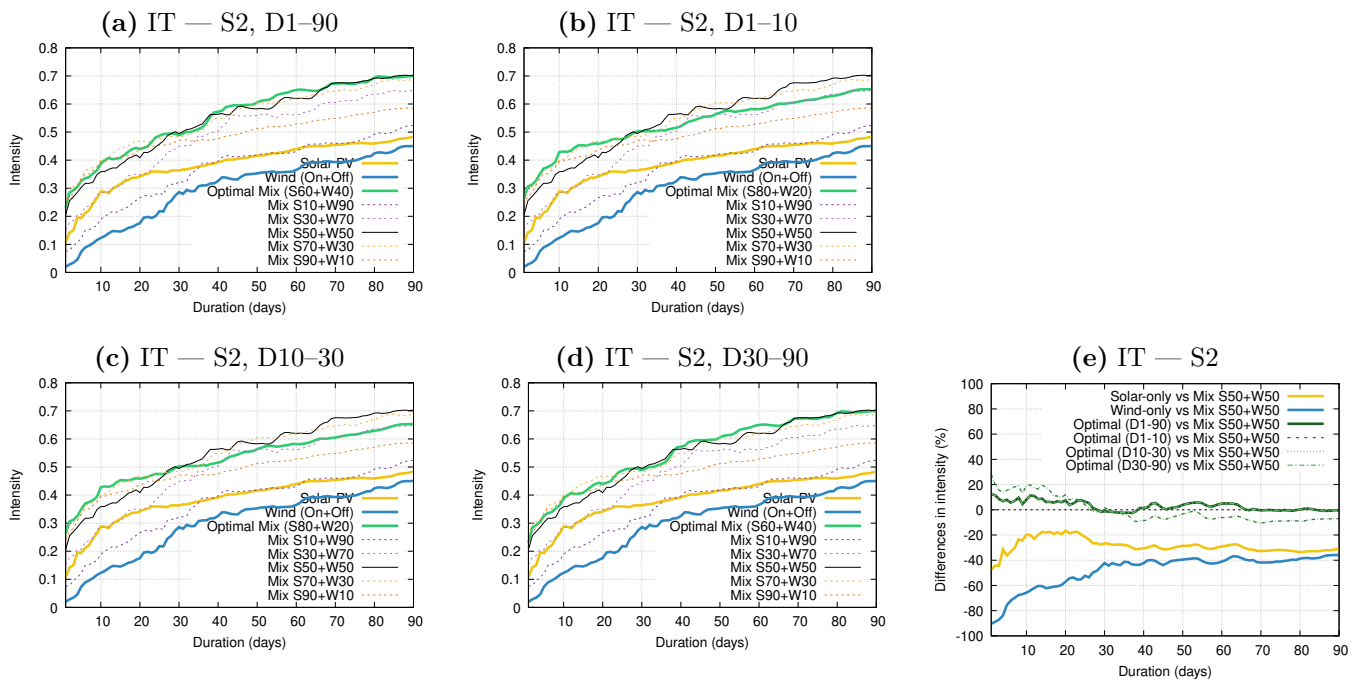 (a) IT — S2, D1–90
0.8
0.7
0.6
0.5
0.4
0.3
0.2
0.1
0
Intensity
10 20 30 40 50 60 70 80 90
Duration (days)
Solar PV
Wind (On+Off)
Optimal Mix (S60+W40)
Mix S10+W90
Mix S30+W70
Mix S50+W50
Mix S70+W30
Mix S90+W10
(b) IT — S2, D1–10
0.8
0.7
0.6
0.5
0.4
0.3
0.2
0.1
0
Intensity
10 20 30 40 50 60 70 80 90
Duration (days)
Solar PV
Wind (On+Off)
Optimal Mix (S80+W20)
Mix S10+W90
Mix S30+W70
Mix S50+W50
Mix S70+W30
Mix S90+W10
(c) IT — S2, D10–30
0.8
0.7
0.6
0.5
0.4
0.3
0.2
0.1
0
Intensity
10 20 30 40 50 60 70 80 90
Duration (days)
Solar PV
Wind (On+Off)
Optimal Mix (S80+W20)
Mix S10+W90
Mix S30+W70
Mix S50+W50
Mix S70+W30
Mix S90+W10
(d) IT — S2, D30–90
0.8
0.7
0.6
0.5
0.4
0.3
0.2
0.1
0
Intensity
10 20 30 40 50 60 70 80 90
Duration (days)
Solar PV
Wind (On+Off)
Optimal Mix (S60+W40)
Mix S10+W90
Mix S30+W70
Mix S50+W50
Mix S70+W30
Mix S90+W10
(e) IT — S2
100
80
60
40
20
0
-20
-40
-60
-80
-100
Differences in intensity (%)
10 20 30 40 50 60 70 80 90
Duration (days)
Solar-only vs Mix S50+W50
Wind-only vs Mix S50+W50
Optimal (D1-90) vs Mix S50+W50
Optimal (D1-10) vs Mix S50+W50
Optimal (D10-30) vs Mix S50+W50
Optimal (D30-90) vs Mix S50+W50